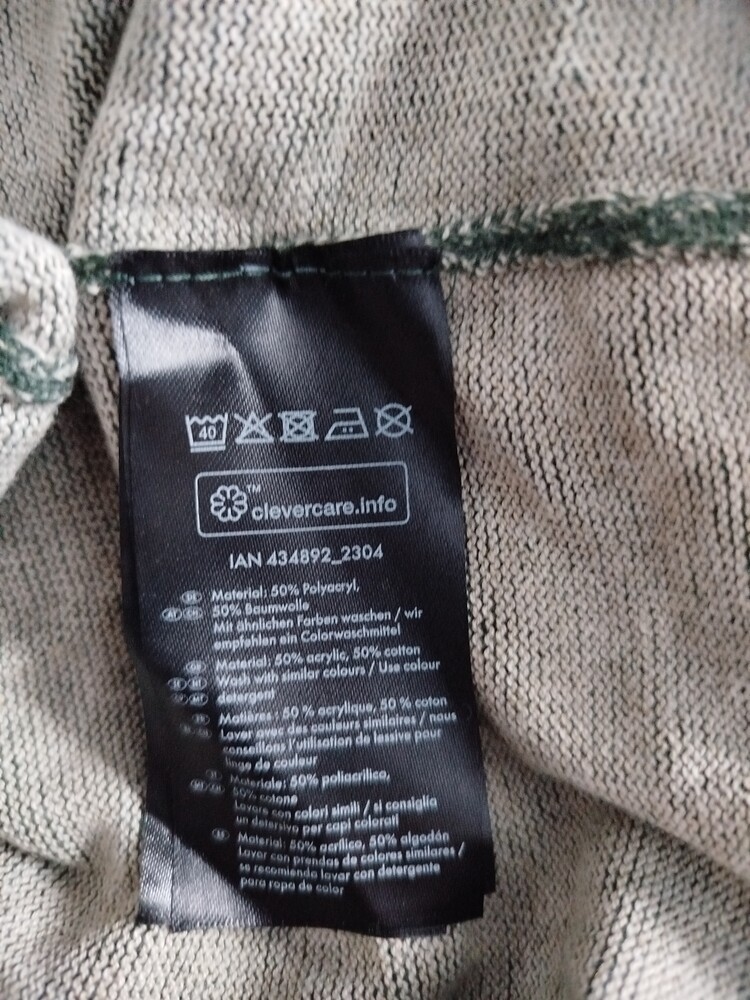 40
clevercare.info™
IAN 434892_2304
Material: 50% Polyacryl,
50% Baumwolle
Mit ähnlichen Farben waschen / wir
empfehlen ein Colorwaschmittel
Material: 50% acrylic, 50% cotton
Wash with similar colours / Use colour
detergent
Matières: 50 % acrylique, 50 % coton
Laver avec des couleurs similaires / nous
conseillons l'utilisation de lessive pour
linge de couleur
Materiale: 50% poliacrilica,
50% cotone
Lavare con colori simili / si consiglia
un detersivo per capi colorati
Material: 50% acrílico, 50% algodón
Lavar con prendas de colores similares /
se recomienda lavar con detergente
para ropa de color